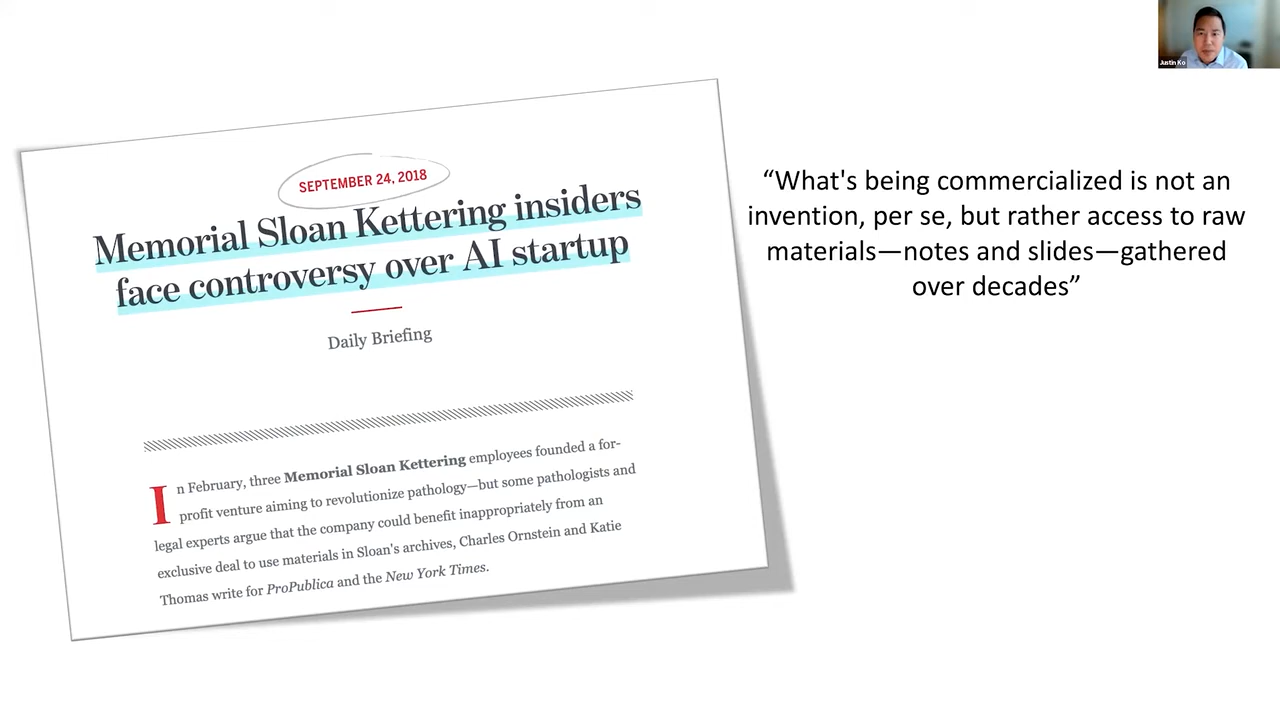 Justin Ko
SEPTEMBER 24, 2018
Memorial Sloan Kettering insiders
face controversy over AI startup
Daily Briefing
In February, three Memorial Sloan Kettering employees founded a for-
profit venture aiming to revolutionize pathology—but some pathologists and
legal experts argue that the company could benefit inappropriately from an
exclusive deal to use materials in Sloan's archives, Charles Ornstein and Katie
Thomas write for ProPublica and the New York Times.
“What's being commercialized is not an
invention, per se, but rather access to raw
materials—notes and slides—gathered
over decades”